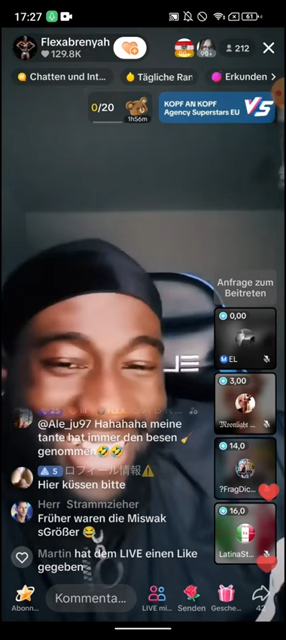 17:27
61
Flexabrenyah
129.8K
212
Chatten und Int...
Tägliche Ran
Erkunden
0/20
1h56m
KOPF AN KOPF
Agency Superstars EU
VS
Anfrage zum
Beitreten
0,00
M EL
3,00
14,0
?FragDic...
16,0
LatinaSt...
@Ale_ju97 Hahahaha meine
tante hat immer den besen 🧹
genommen🤣🤣
5 ロフィール情報⚠️
Hier küssen bitte
Herr Strammzieher
Früher waren die Miswak
sGrößer 😂
Martin hat dem LIVE einen Like
gegeben
Abonn...
Kommenta...
LIVE mi...
Senden
Gesche...